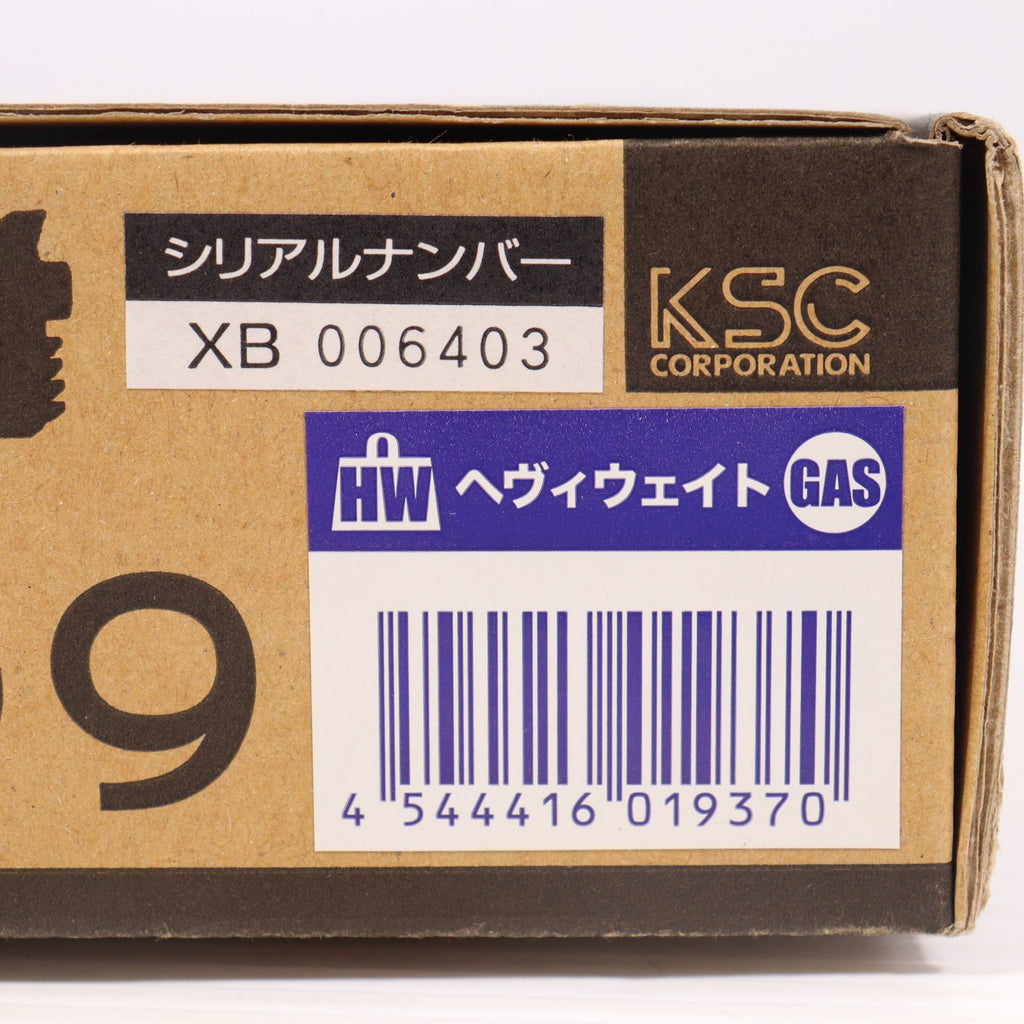 シリアルナンバー
XB 006403
KSC
CORPORATION
HW ヘヴィウェイト GAS
9
4 544416 019370